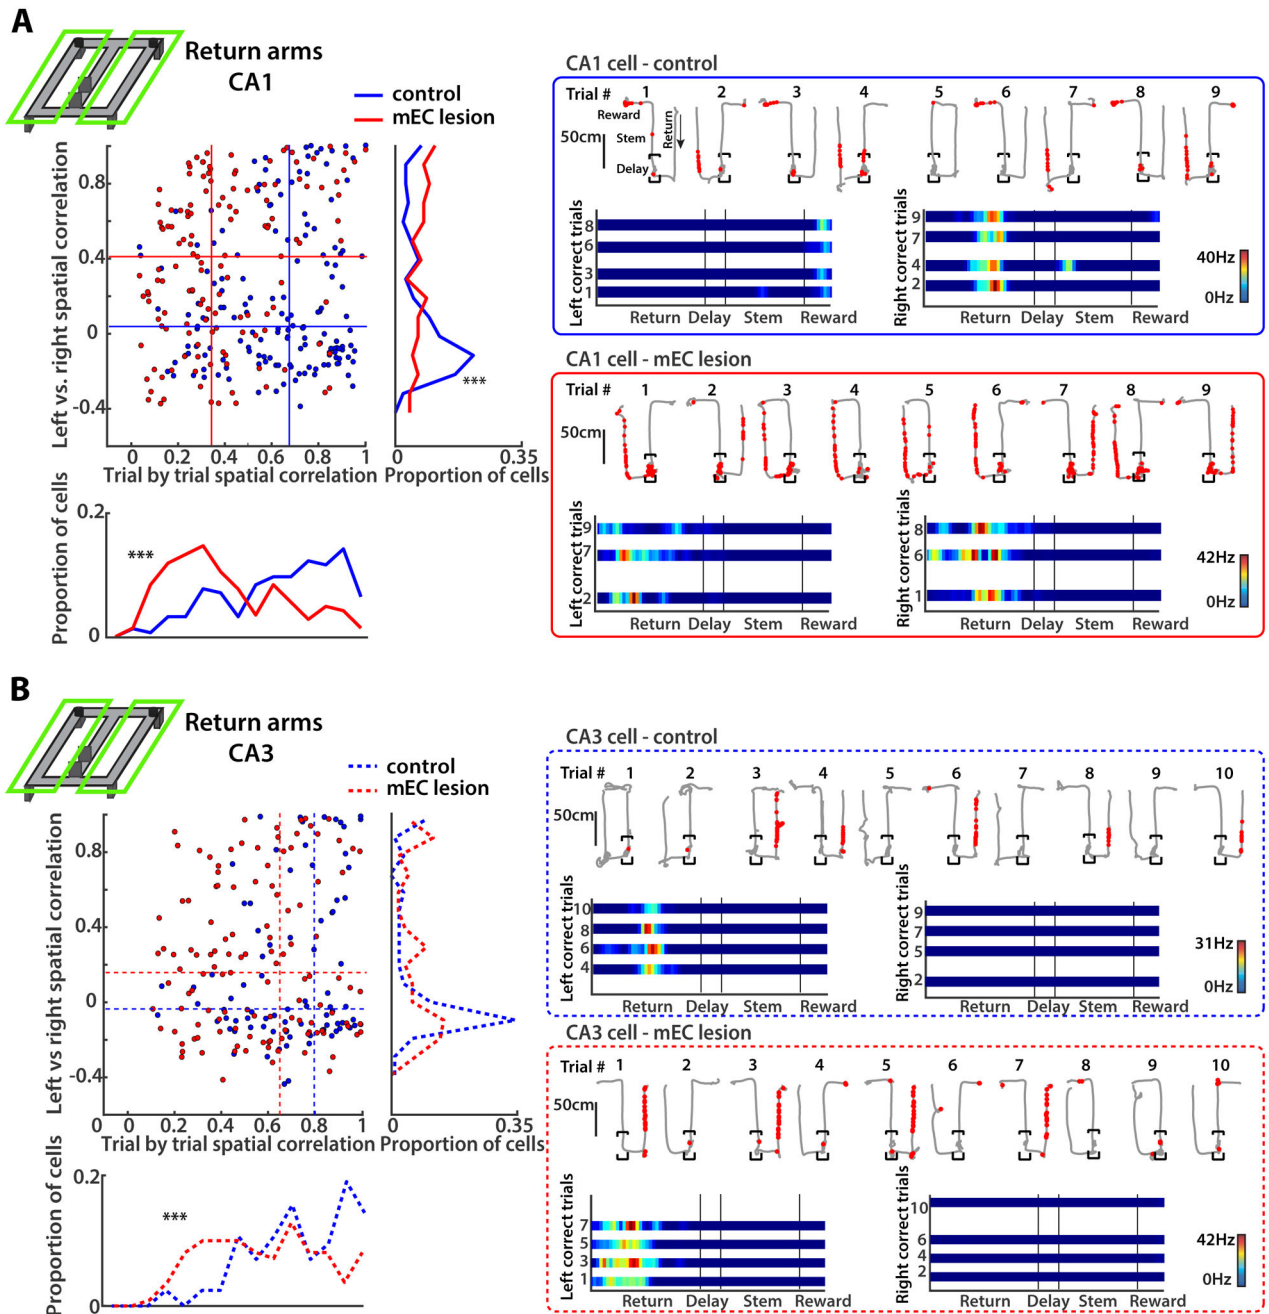 A
Return arms
CA1
control
mEC lesion
Left vs. right spatial correlation
0.8
0.4
0
-0.4
0 0.2 0.4 0.6 0.8 1
Trial by trial spatial correlation
***
0 0.35
Proportion of cells
Proportion of cells
0.2
0
***
CA1 cell - control
Trial # 1 2 3 4 5 6 7 8 9
Reward
50cm
Stem
Return
Delay
Left correct trials
8
6
3
1
Return Delay Stem Reward
Right correct trials
9
7
4
2
Return Delay Stem Reward
40Hz
0Hz
CA1 cell - mEC lesion
Trial # 1 2 3 4 5 6 7 8 9
50cm
Left correct trials
9
7
2
Return Delay Stem Reward
Right correct trials
8
6
1
Return Delay Stem Reward
42Hz
0Hz
B
Return arms
CA3
control
mEC lesion
Left vs right spatial correlation
0.8
0.4
0
-0.4
0 0.2 0.4 0.6 0.8 1
Trial by trial spatial correlation
0 0.35
Proportion of cells
Proportion of cells
0.2
0
***
CA3 cell - control
Trial # 1 2 3 4 5 6 7 8 9 10
50cm
Left correct trials
10
8
6
4
Return Delay Stem Reward
Right correct trials
9
7
5
2
Return Delay Stem Reward
31Hz
0Hz
CA3 cell - mEC lesion
Trial # 1 2 3 4 5 6 7 8 9 10
50cm
Left correct trials
7
5
3
1
Return Delay Stem Reward
Right correct trials
10
6
4
2
Return Delay Stem Reward
42Hz
0Hz